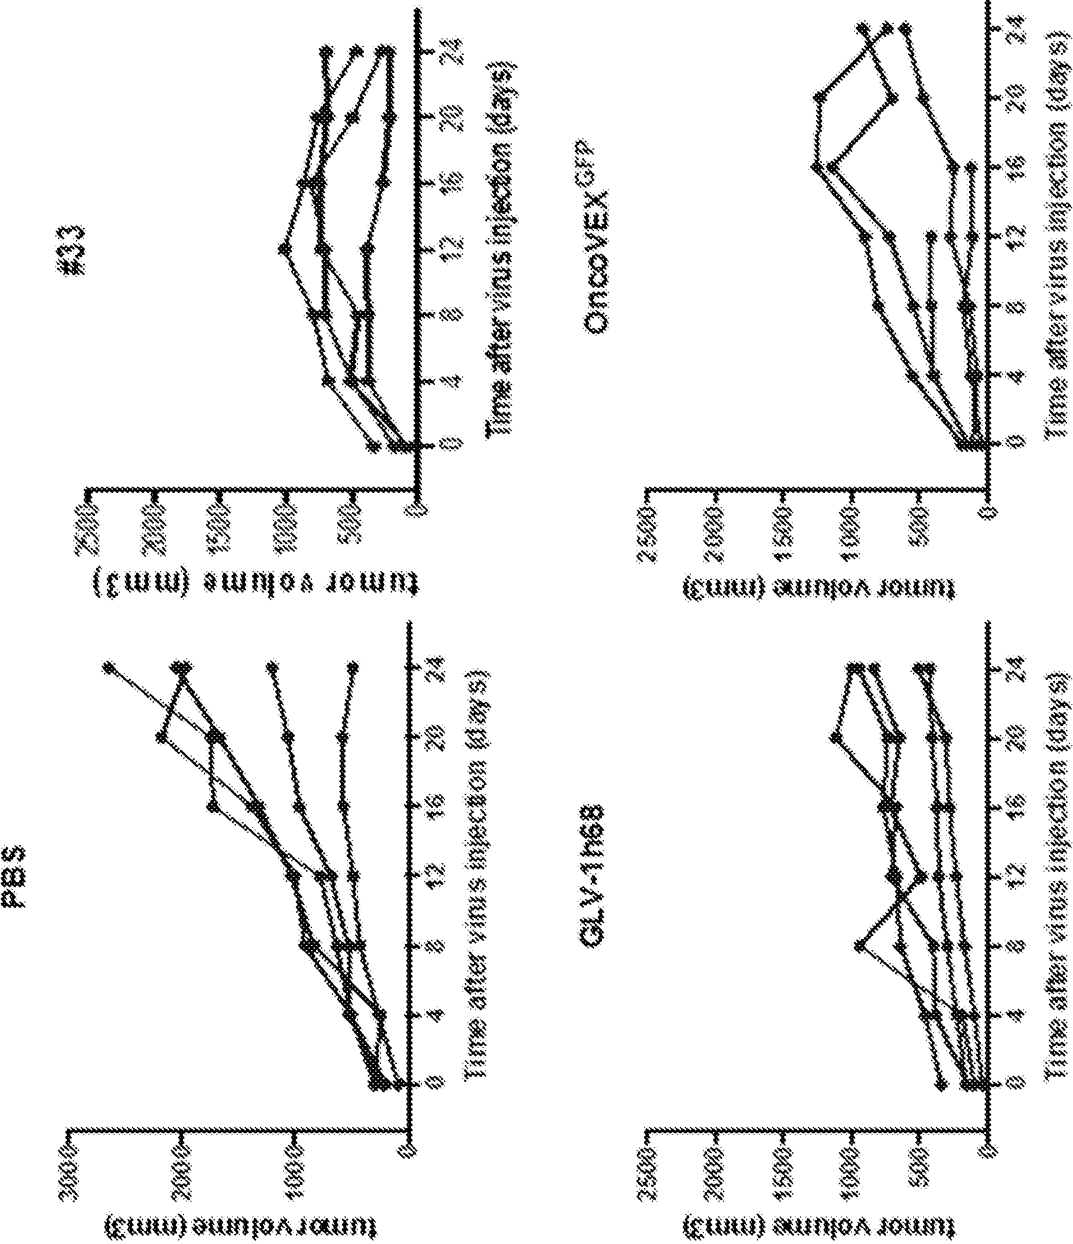 PBS
tumor volume (mm3)
3000
2000
1000
0
0 4 8 12 16 20 24
Time after virus injection (days)
#33
tumor volume (mm3)
2500
2000
1500
1000
500
0
0 4 8 12 16 20 24
Time after virus injection (days)
GLV-1h68
tumor volume (mm3)
2500
2000
1500
1000
500
0
0 4 8 12 16 20 24
Time after virus injection (days)
OncoVEXᴳᶠᴾ
tumor volume (mm3)
2500
2000
1500
1000
500
0
0 4 8 12 16 20 24
Time after virus injection (days)